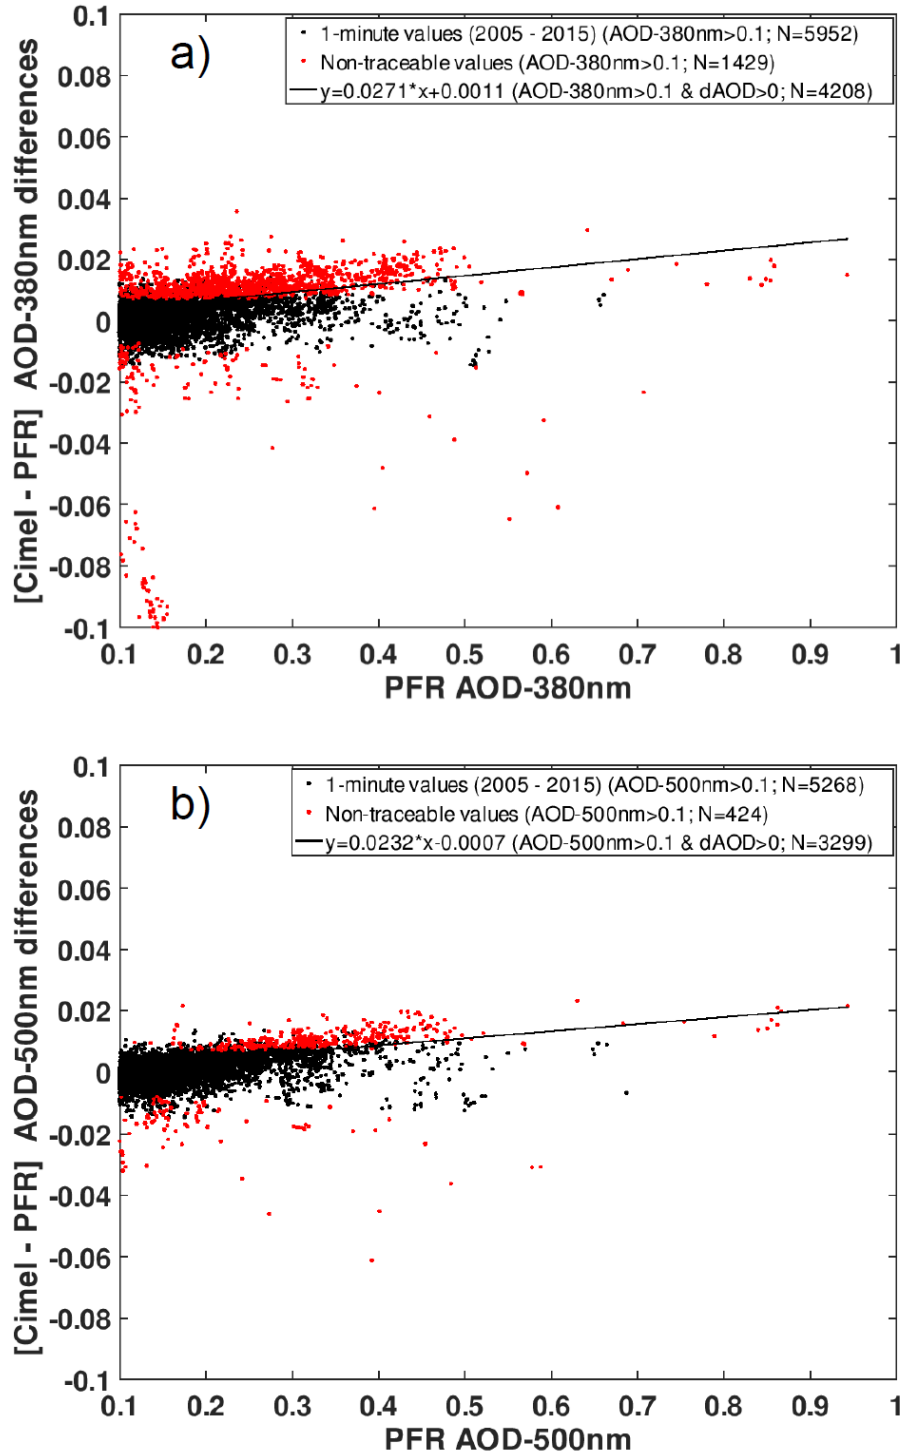 a)
1-minute values (2005 - 2015) (AOD-380nm>0.1; N=5952)
Non-traceable values (AOD-380nm>0.1; N=1429)
y=0.0271*x+0.0011 (AOD-380nm>0.1 & dAOD>0; N=4208)
[Cimel - PFR] AOD-380nm differences
0.1
0.08
0.06
0.04
0.02
0
-0.02
-0.04
-0.06
-0.08
-0.1
0.1 0.2 0.3 0.4 0.5 0.6 0.7 0.8 0.9 1
PFR AOD-380nm
b)
1-minute values (2005 - 2015) (AOD-500nm>0.1; N=5268)
Non-traceable values (AOD-500nm>0.1; N=424)
y=0.0232*x-0.0007 (AOD-500nm>0.1 & dAOD>0; N=3299)
[Cimel - PFR] AOD-500nm differences
0.1
0.08
0.06
0.04
0.02
0
-0.02
-0.04
-0.06
-0.08
-0.1
0.1 0.2 0.3 0.4 0.5 0.6 0.7 0.8 0.9 1
PFR AOD-500nm